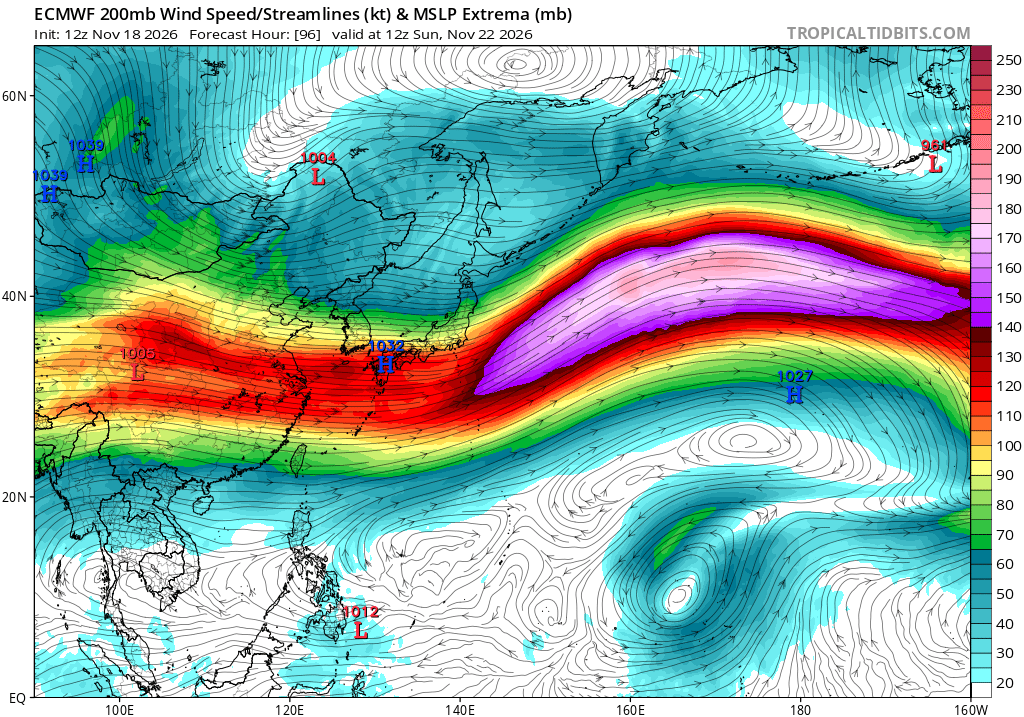 ECMWF 200mb Wind Speed/Streamlines (kt) & MSLP Extrema (mb)
Init: 12z Nov 18 2026 Forecast Hour: [96] valid at 12z Sun, Nov 22 2026
TROPICALTIDBITS.COM
60N
40N
20N
EQ
1039
H
1039
H
1004
L
L
1005
L
1032
H
1027
H
1012
L
100E
120E
140E
160E
180
160W
250
230
210
200
190
180
170
160
150
140
130
120
110
100
90
80
70
60
50
40
30
20